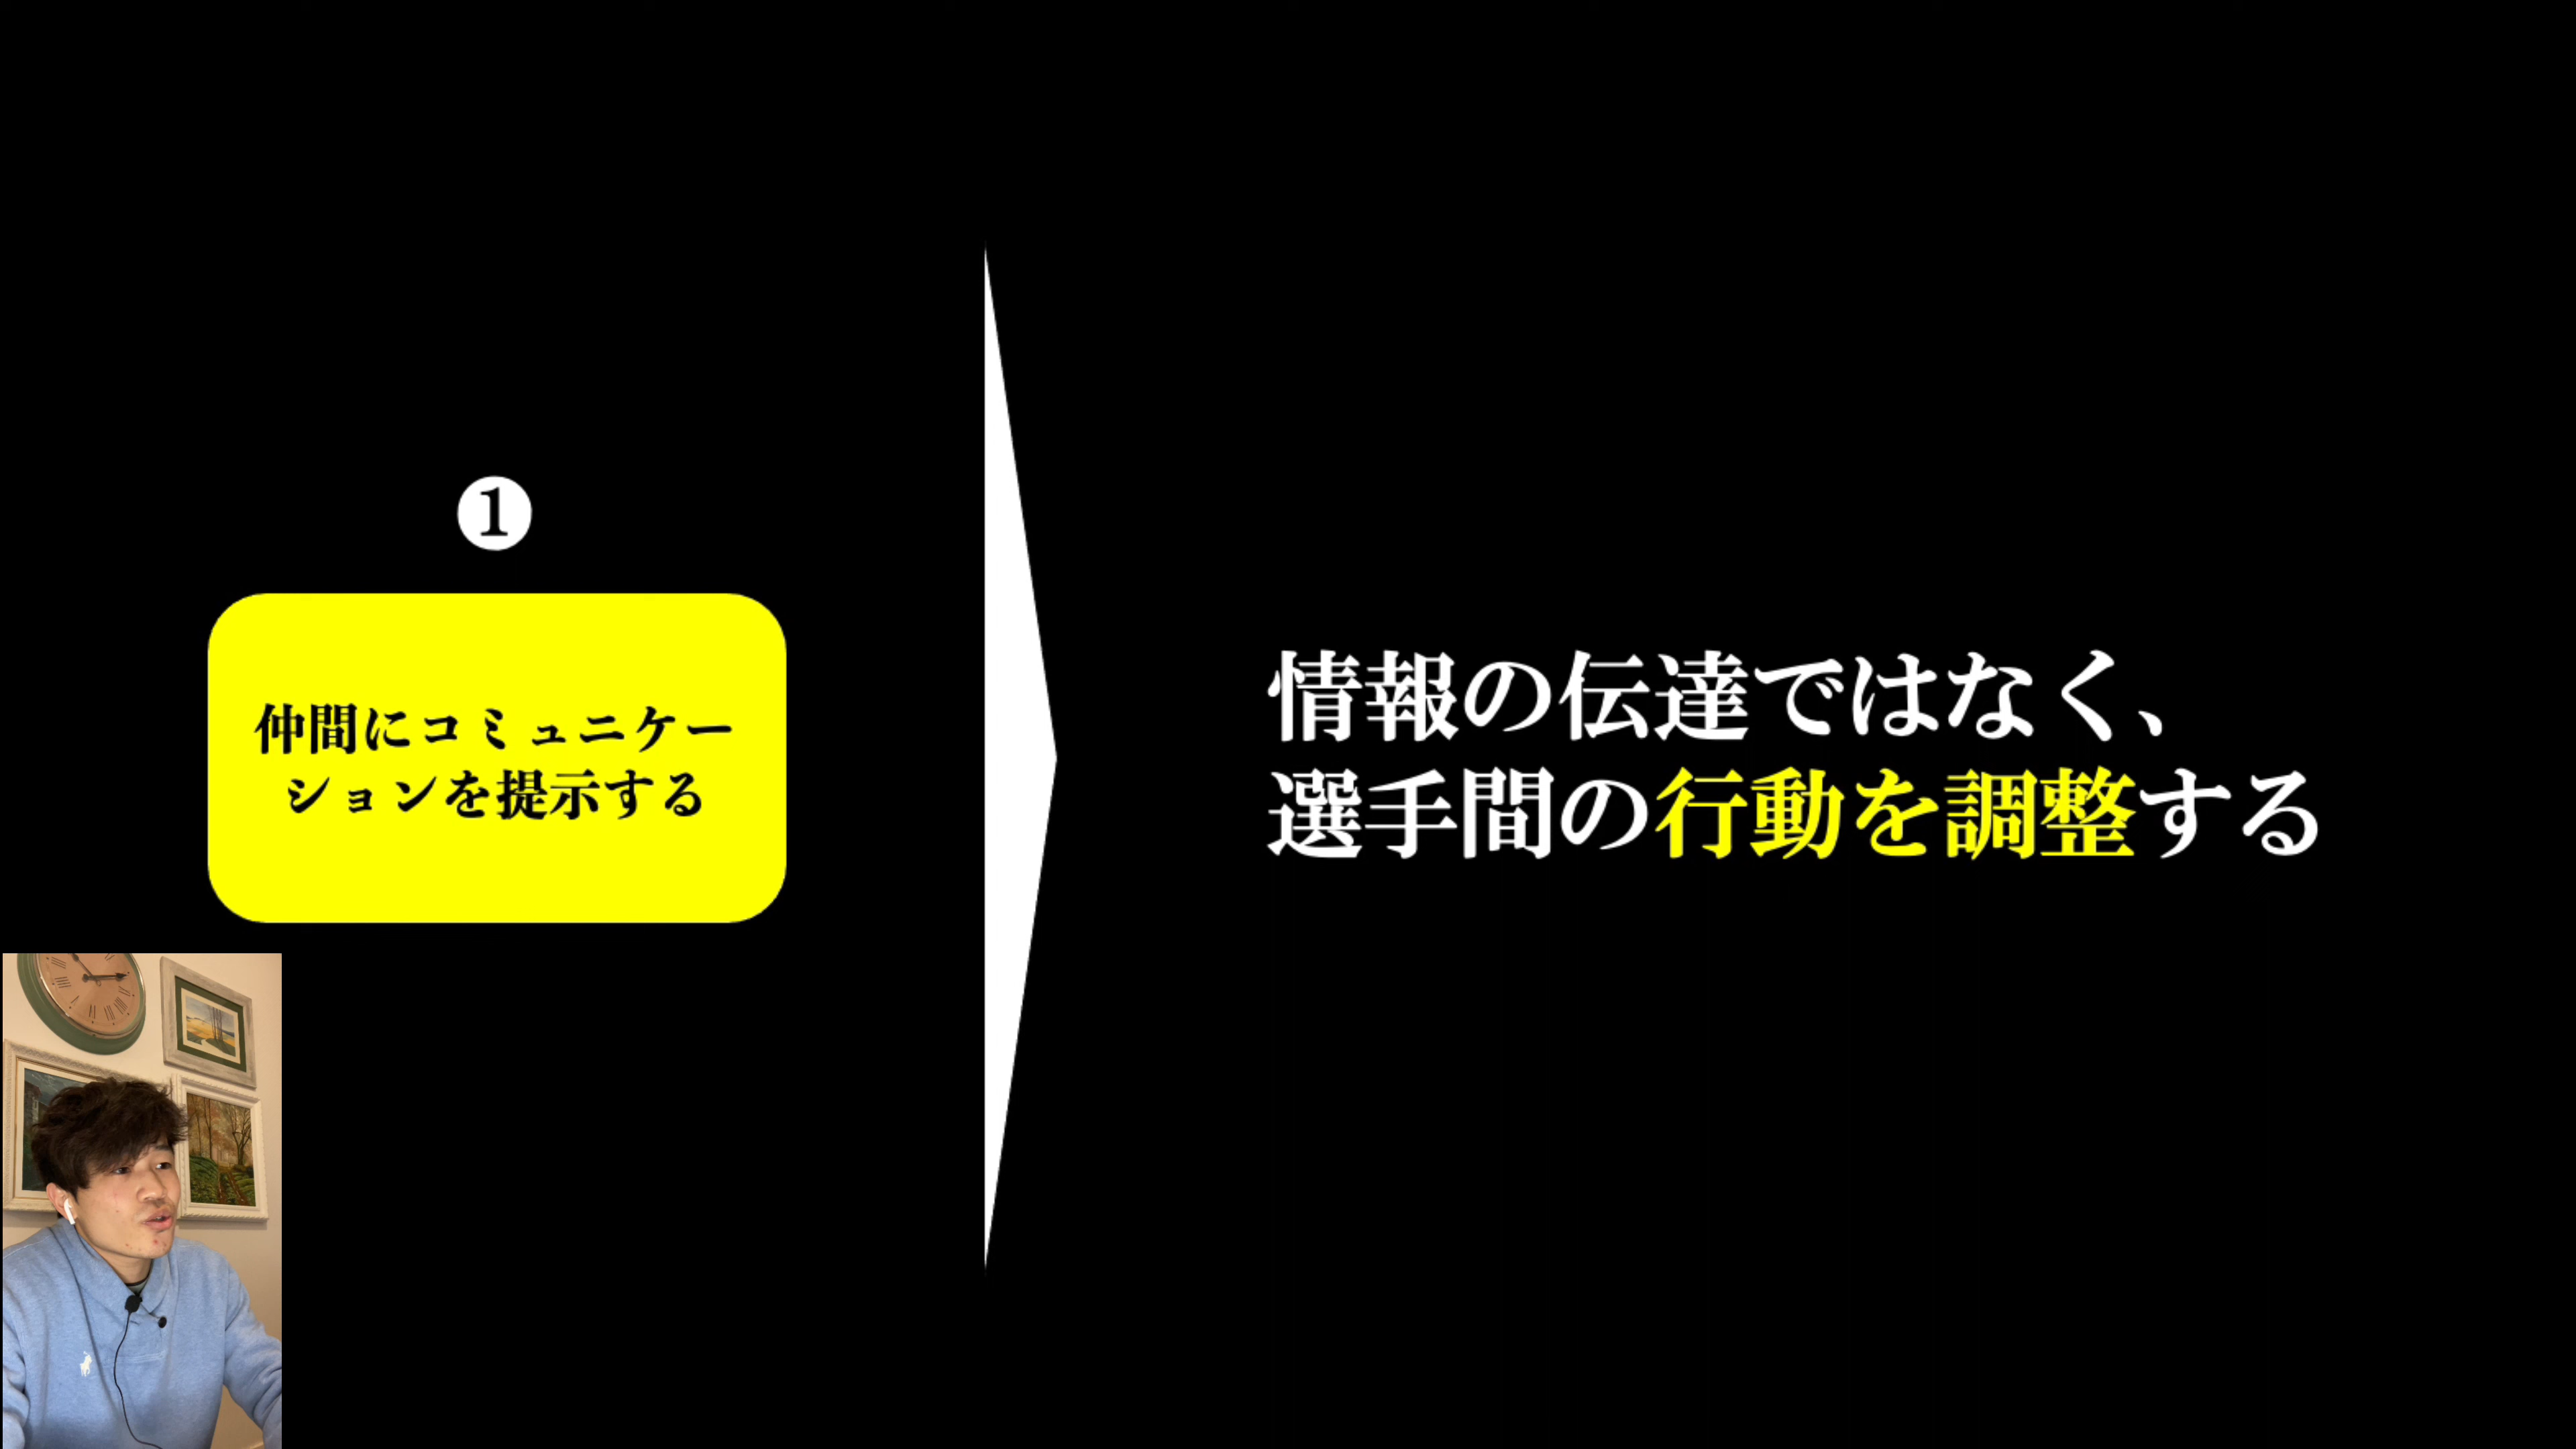 ❶
仲間にコミュニケー
ションを提示する
情報の伝達ではなく、
選手間の行動を調整する